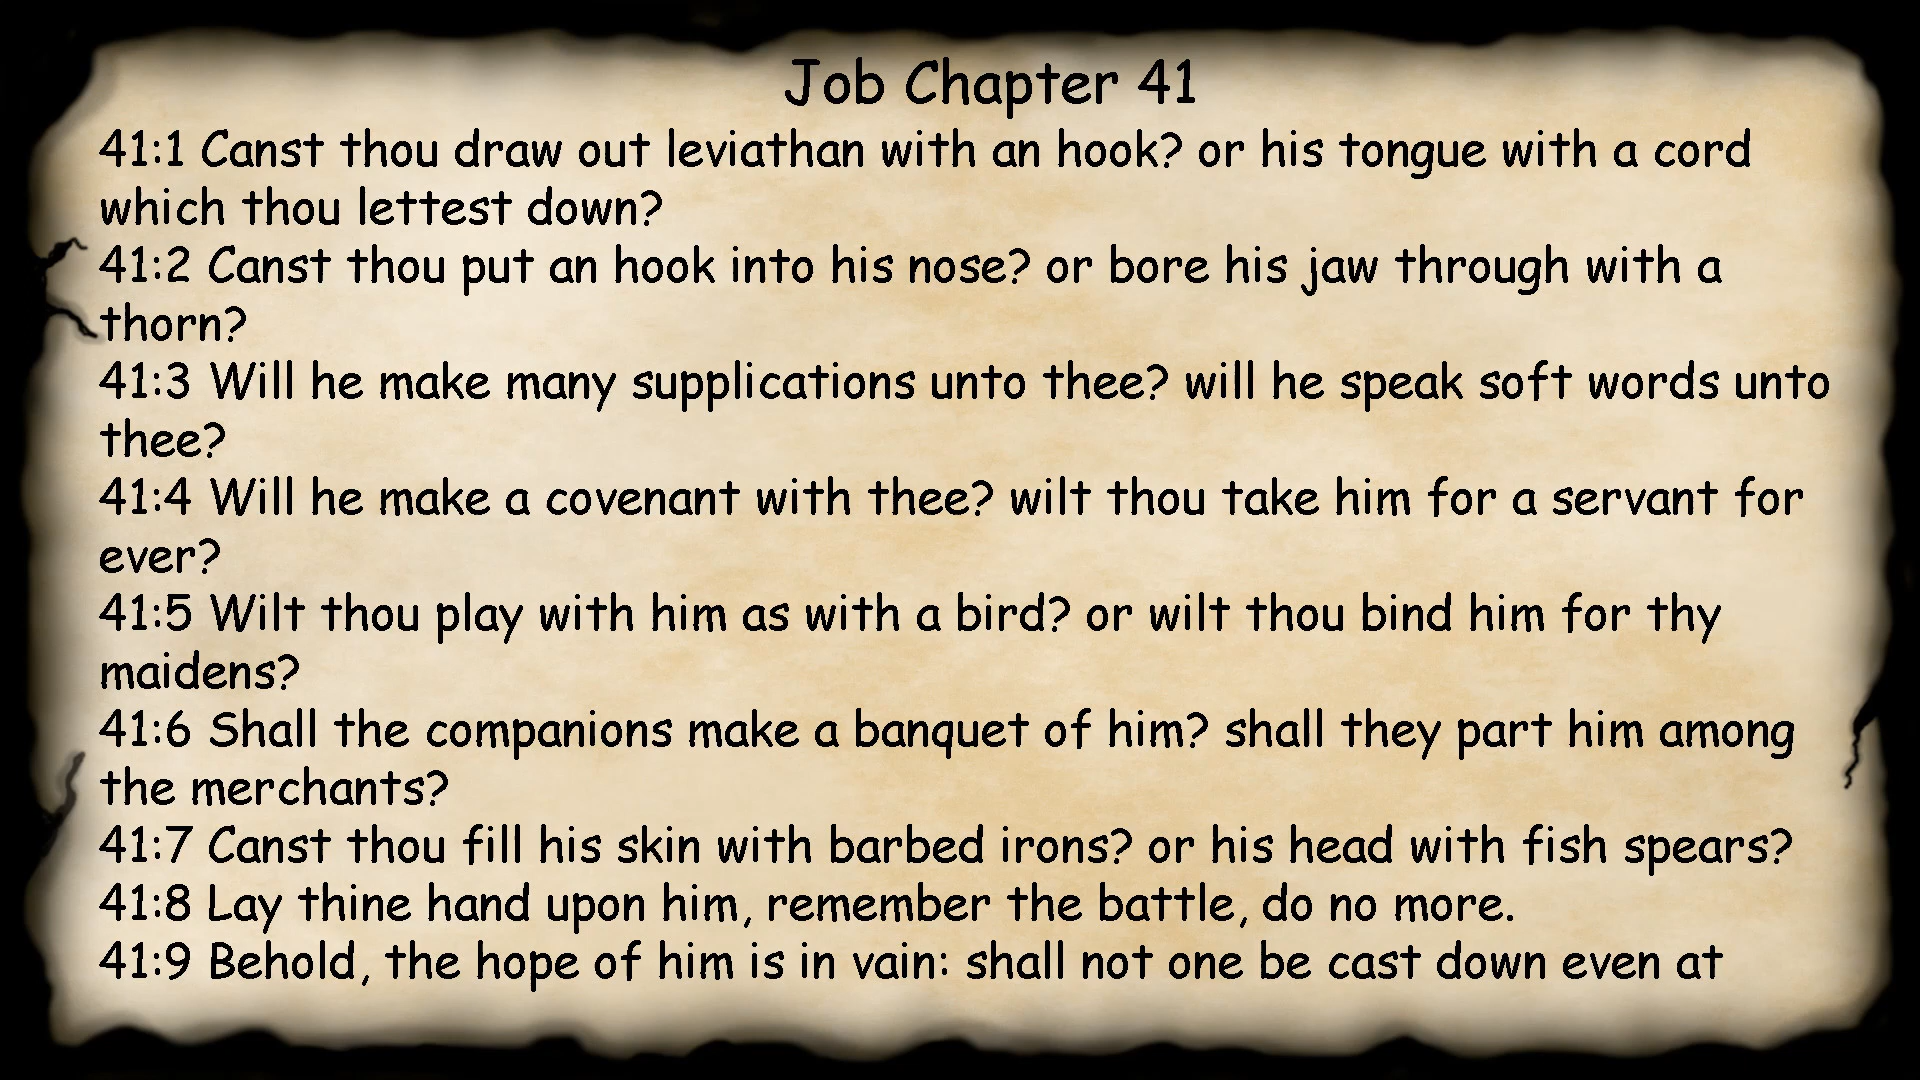 Job Chapter 41
41:1 Canst thou draw out leviathan with an hook? or his tongue with a cord
which thou lettest down?
41:2 Canst thou put an hook into his nose? or bore his jaw through with a
thorn?
41:3 Will he make many supplications unto thee? will he speak soft words unto
thee?
41:4 Will he make a covenant with thee? wilt thou take him for a servant for
ever?
41:5 Wilt thou play with him as with a bird? or wilt thou bind him for thy
maidens?
41:6 Shall the companions make a banquet of him? shall they part him among
the merchants?
41:7 Canst thou fill his skin with barbed irons? or his head with fish spears?
41:8 Lay thine hand upon him, remember the battle, do no more.
41:9 Behold, the hope of him is in vain: shall not one be cast down even at